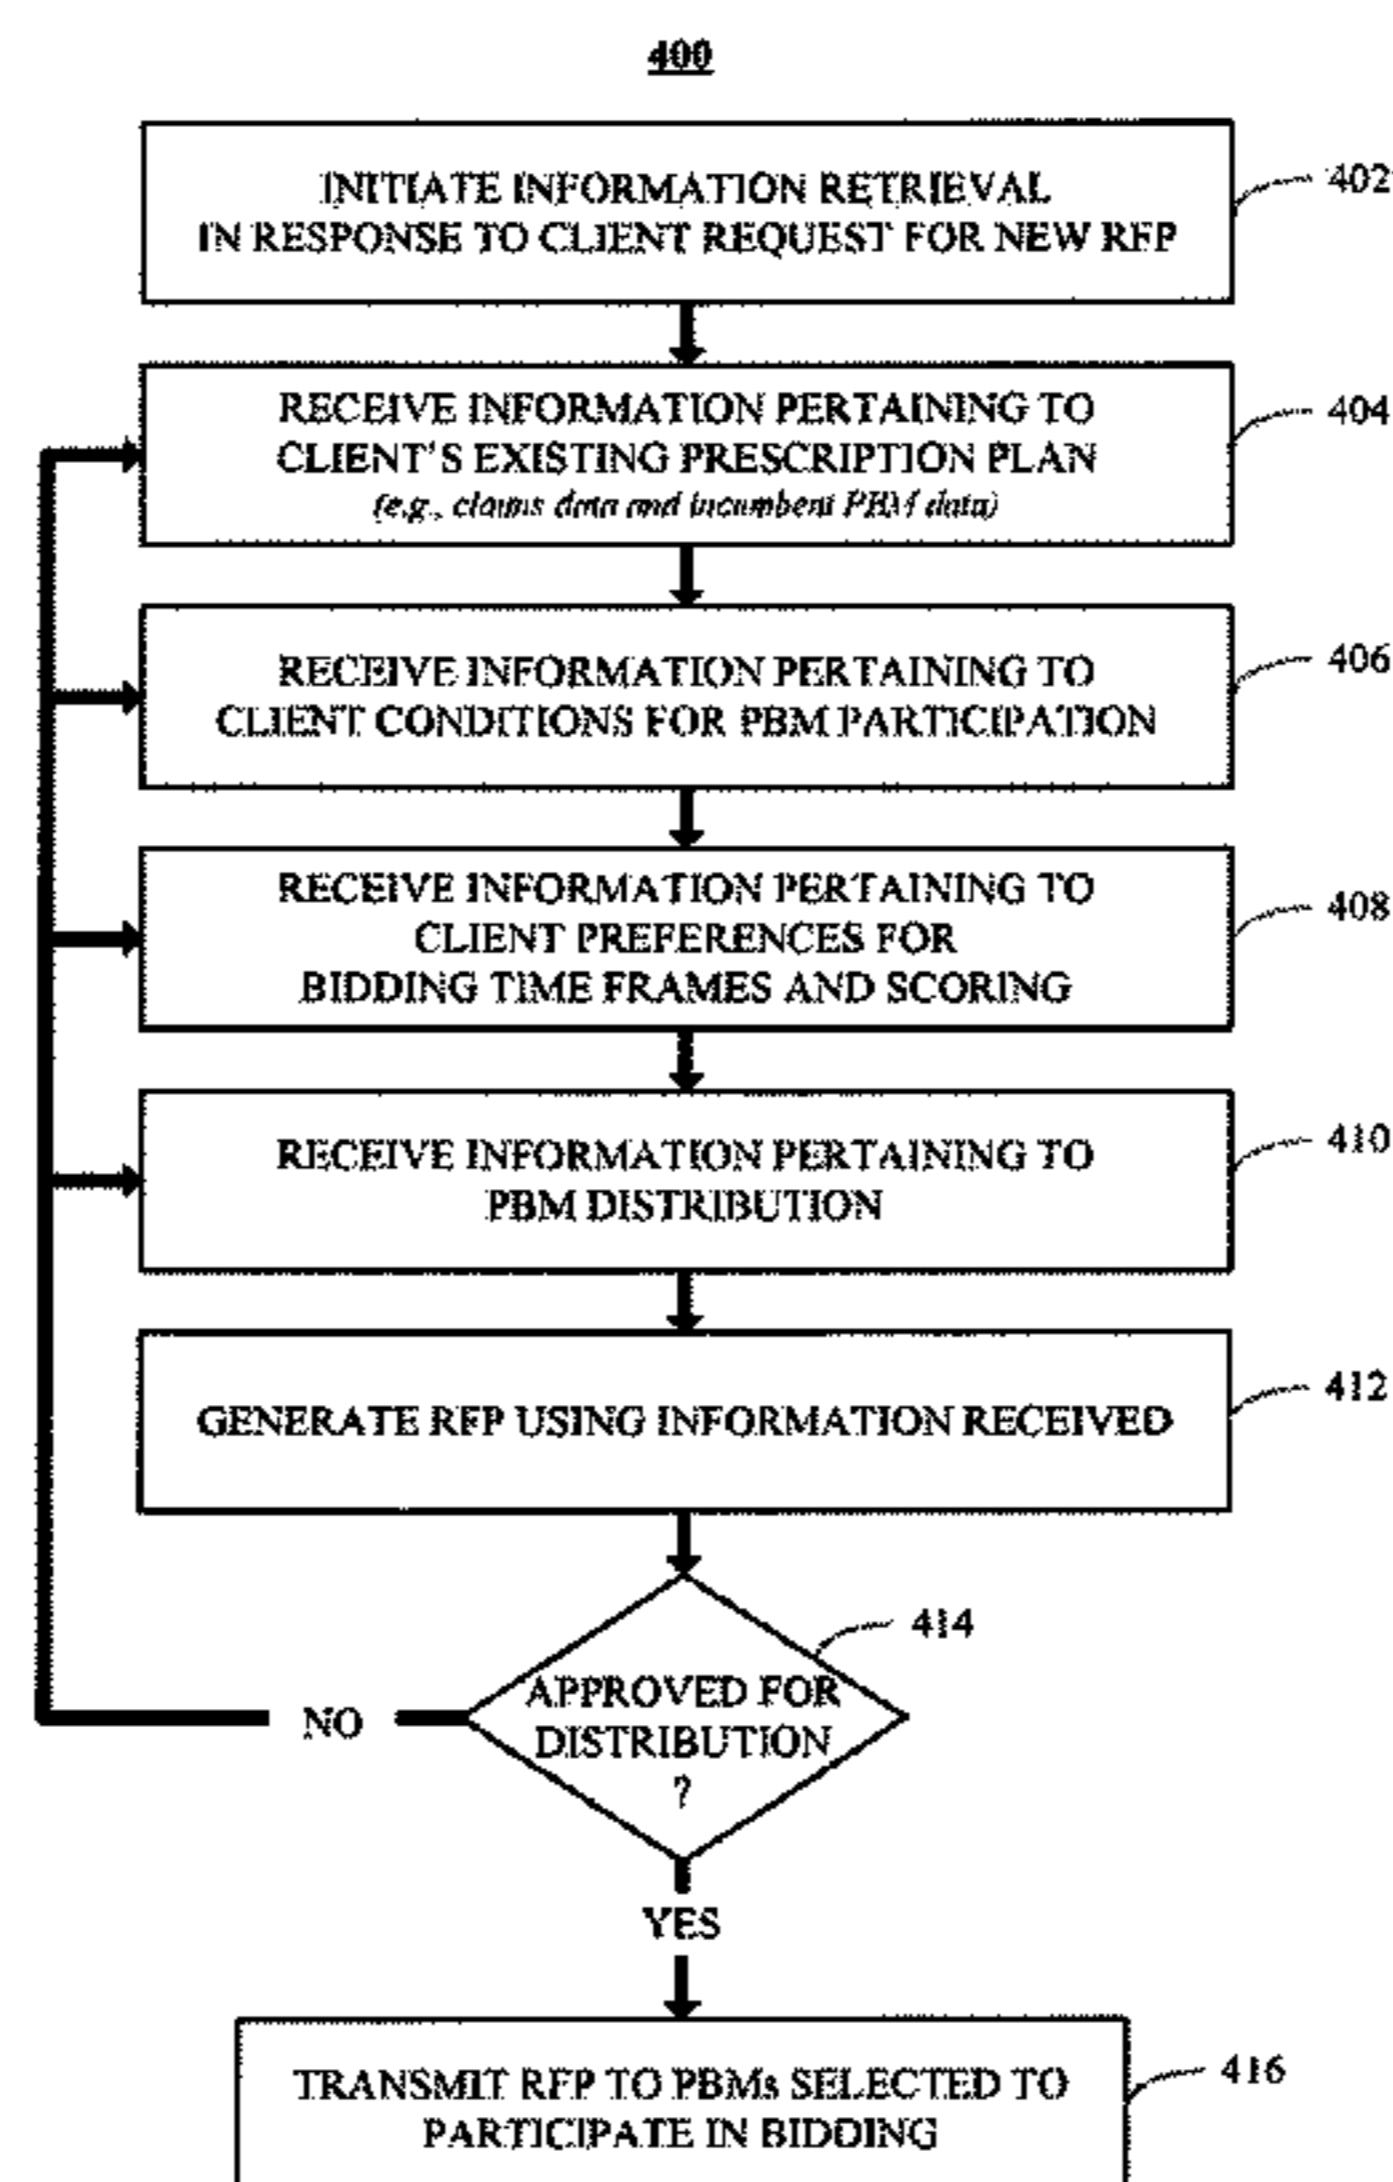 400
INITIATE INFORMATION RETRIEVAL
IN RESPONSE TO CLIENT REQUEST FOR NEW RFP
402
RECEIVE INFORMATION PERTAINING TO
CLIENT'S EXISTING PRESCRIPTION PLAN
(e.g., claims data and incumbent PBM data)
404
RECEIVE INFORMATION PERTAINING TO
CLIENT CONDITIONS FOR PBM PARTICIPATION
406
RECEIVE INFORMATION PERTAINING TO
CLIENT PREFERENCES FOR
BIDDING TIME FRAMES AND SCORING
408
RECEIVE INFORMATION PERTAINING TO
PBM DISTRIBUTION
410
GENERATE RFP USING INFORMATION RECEIVED
412
414
APPROVED FOR
DISTRIBUTION
?
NO
YES
TRANSMIT RFP TO PBMs SELECTED TO
PARTICIPATE IN BIDDING
416